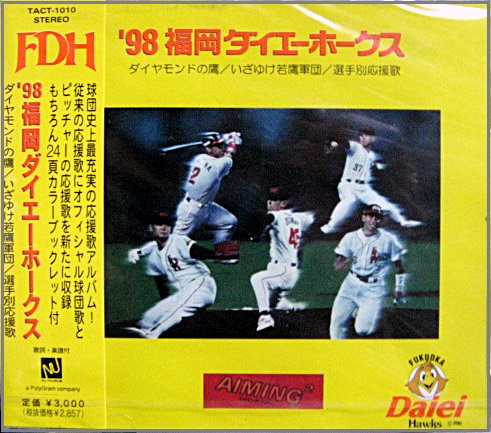 TACT-1010
STEREO
FDH
'98 福岡ダイエーホークス
ダイヤモンドの鷹/いざゆけ若鷹軍団/選手別応援歌
球団史上最充実の応援歌アルバム!
従来の応援歌にオフィシャル球団歌と
ピッチャーの応援歌を新たに収録
もちろん24頁カラーブックレット付
歌詞・楽譜付
a PolyGram company
定価 ¥3,000
(税抜価格¥2,857)
'98 福岡ダイエーホークス
ダイヤモンドの鷹/いざゆけ若鷹軍団/選手別応援歌
2
37
45
AIMING
FUKUOKA
Daiei
Hawks